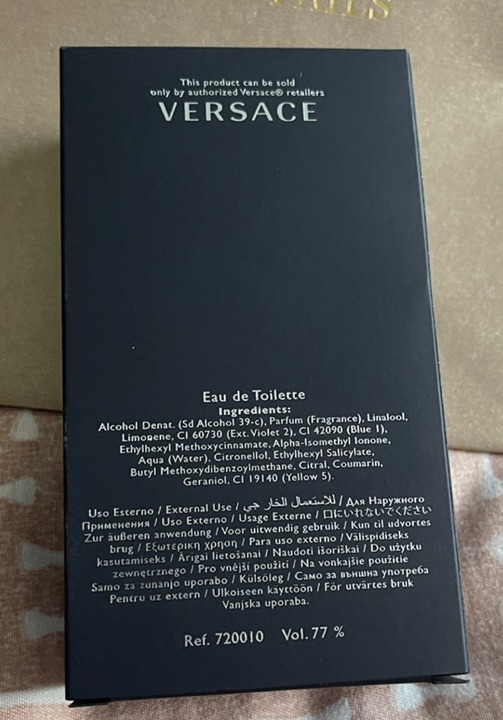 AILS
This product can be sold
only by authorized Versace® retailers
VERSACE
Eau de Toilette
Ingredients:
Alcohol Denat. (Sd Alcohol 39-c), Parfum (Fragrance), Linalool,
Limonene, CI 60730 (Ext. Violet 2), CI 42090 (Blue 1),
Ethylhexyl Methoxycinnamate, Alpha-Isomethyl Ionone,
Aqua (Water), Citronellol, Ethylhexyl Salicylate,
Butyl Methoxydibenzoylmethane, Citral, Coumarin,
Geraniol, CI 19140 (Yellow 5).
Uso Esterno / External Use / للاستعمال الخارجي / Для Наружного
Применения / Uso Externo / Usage Externe / 口にいれないでください
Zur äußeren anwendung / Voor uitwendig gebruik / Kun til udvortes
brug / Εξωτερικη χρηση / Para uso externo / Välispidiseks
kasutamiseks / Ārīgai lietošanai / Naudoti išoriškai / Do użytku
zewnętrznego / Pro vnější použití / Na vonkajšie použitie
Samo za zunanjo uporabo / Külsőleg / Само за външна употреба
Pentru uz extern / Ulkoiseen käyttöön / För utvärtes bruk
Vanjska uporaba.
Ref. 720010 Vol. 77 %